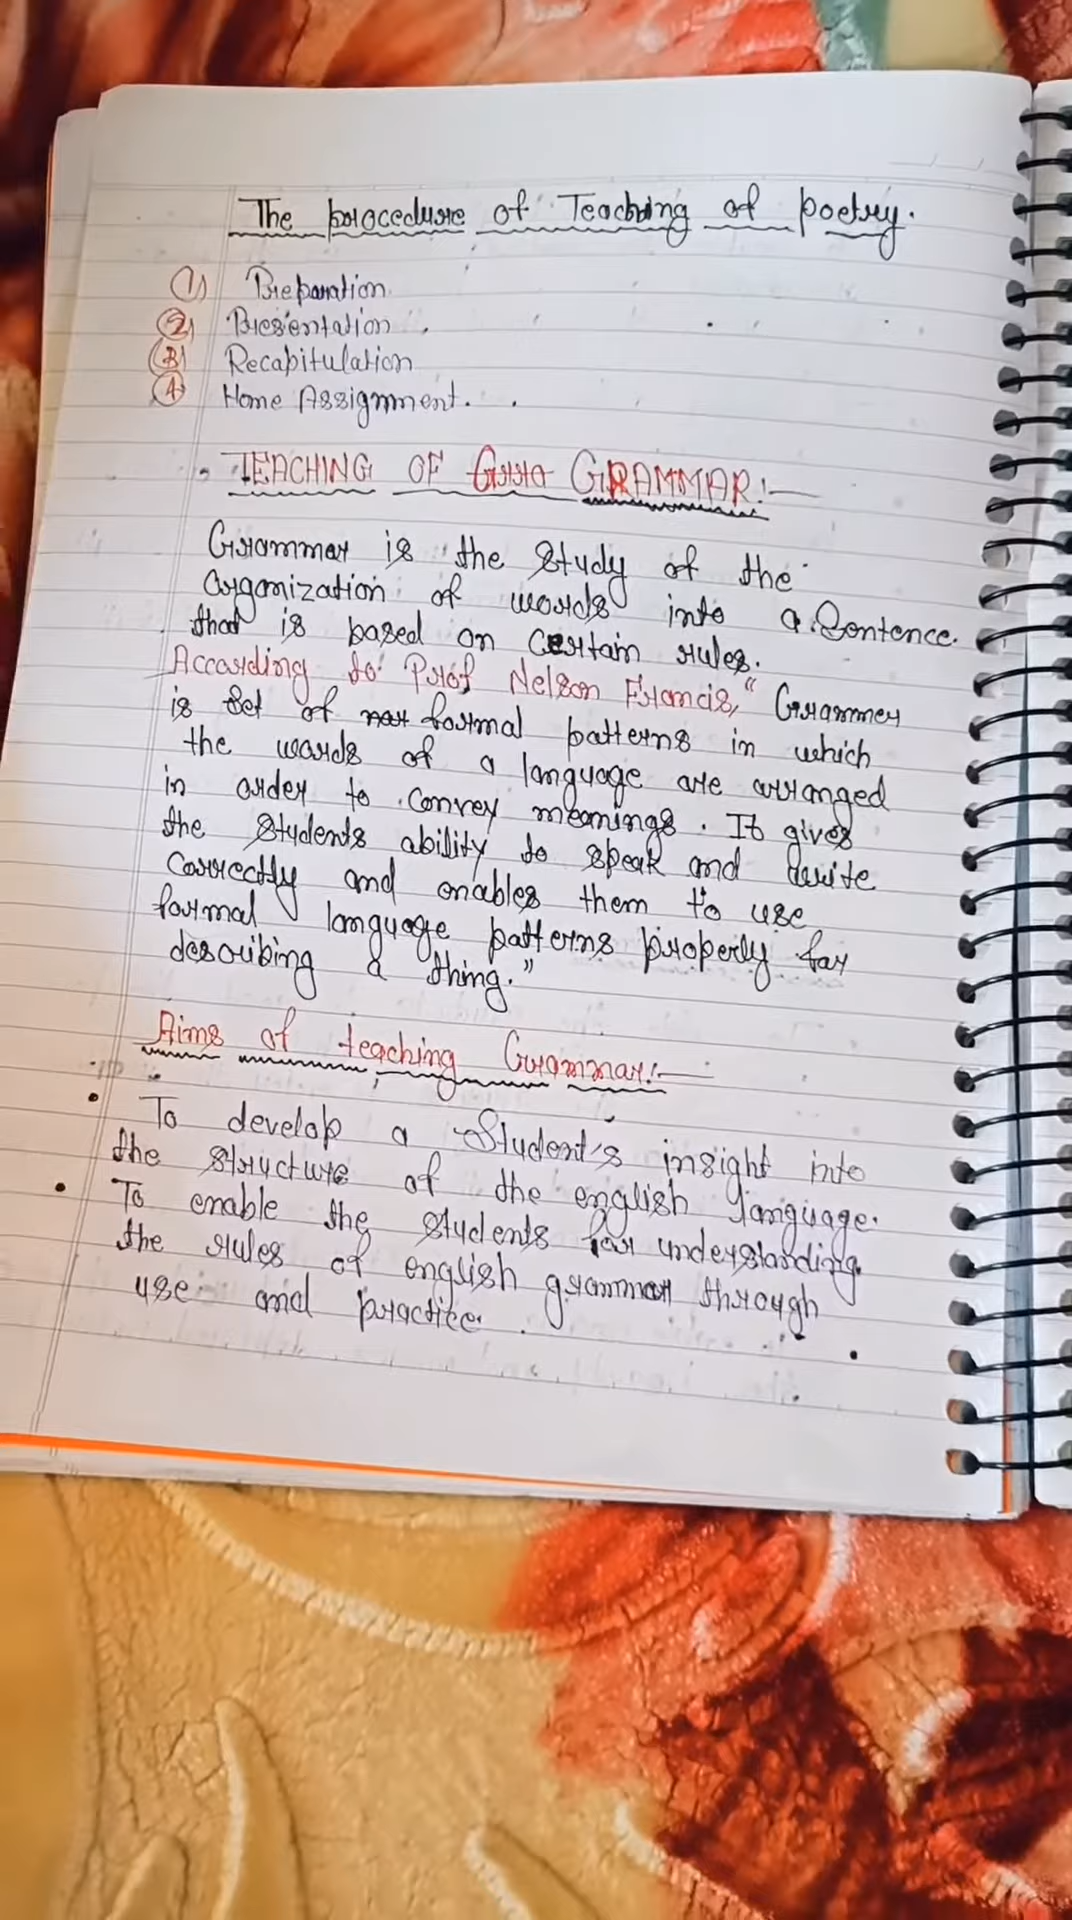 The procedure of Teaching of poetry.
1) Preparation
2) Presentation.
3) Recapitulation
4) Home Assignment.
TEACHING OF GRAMMAR:-
Grammar is the study of the
organization of words into a Sentence.
that is based on certain rules.
According to Prof Nelson Francis, "Grammer
is set of formal patterns in which
the words of a language are arranged
in order to convey meanings. It gives
the students ability to speak and write
correctly and enables them to use
formal language patterns properly for
describing a thing."
Aims of teaching Grammar:-
• To develop a Student's insight into
the structure of the english language.
• To enable the students for understanding
the rules of english grammar through
use and practice.